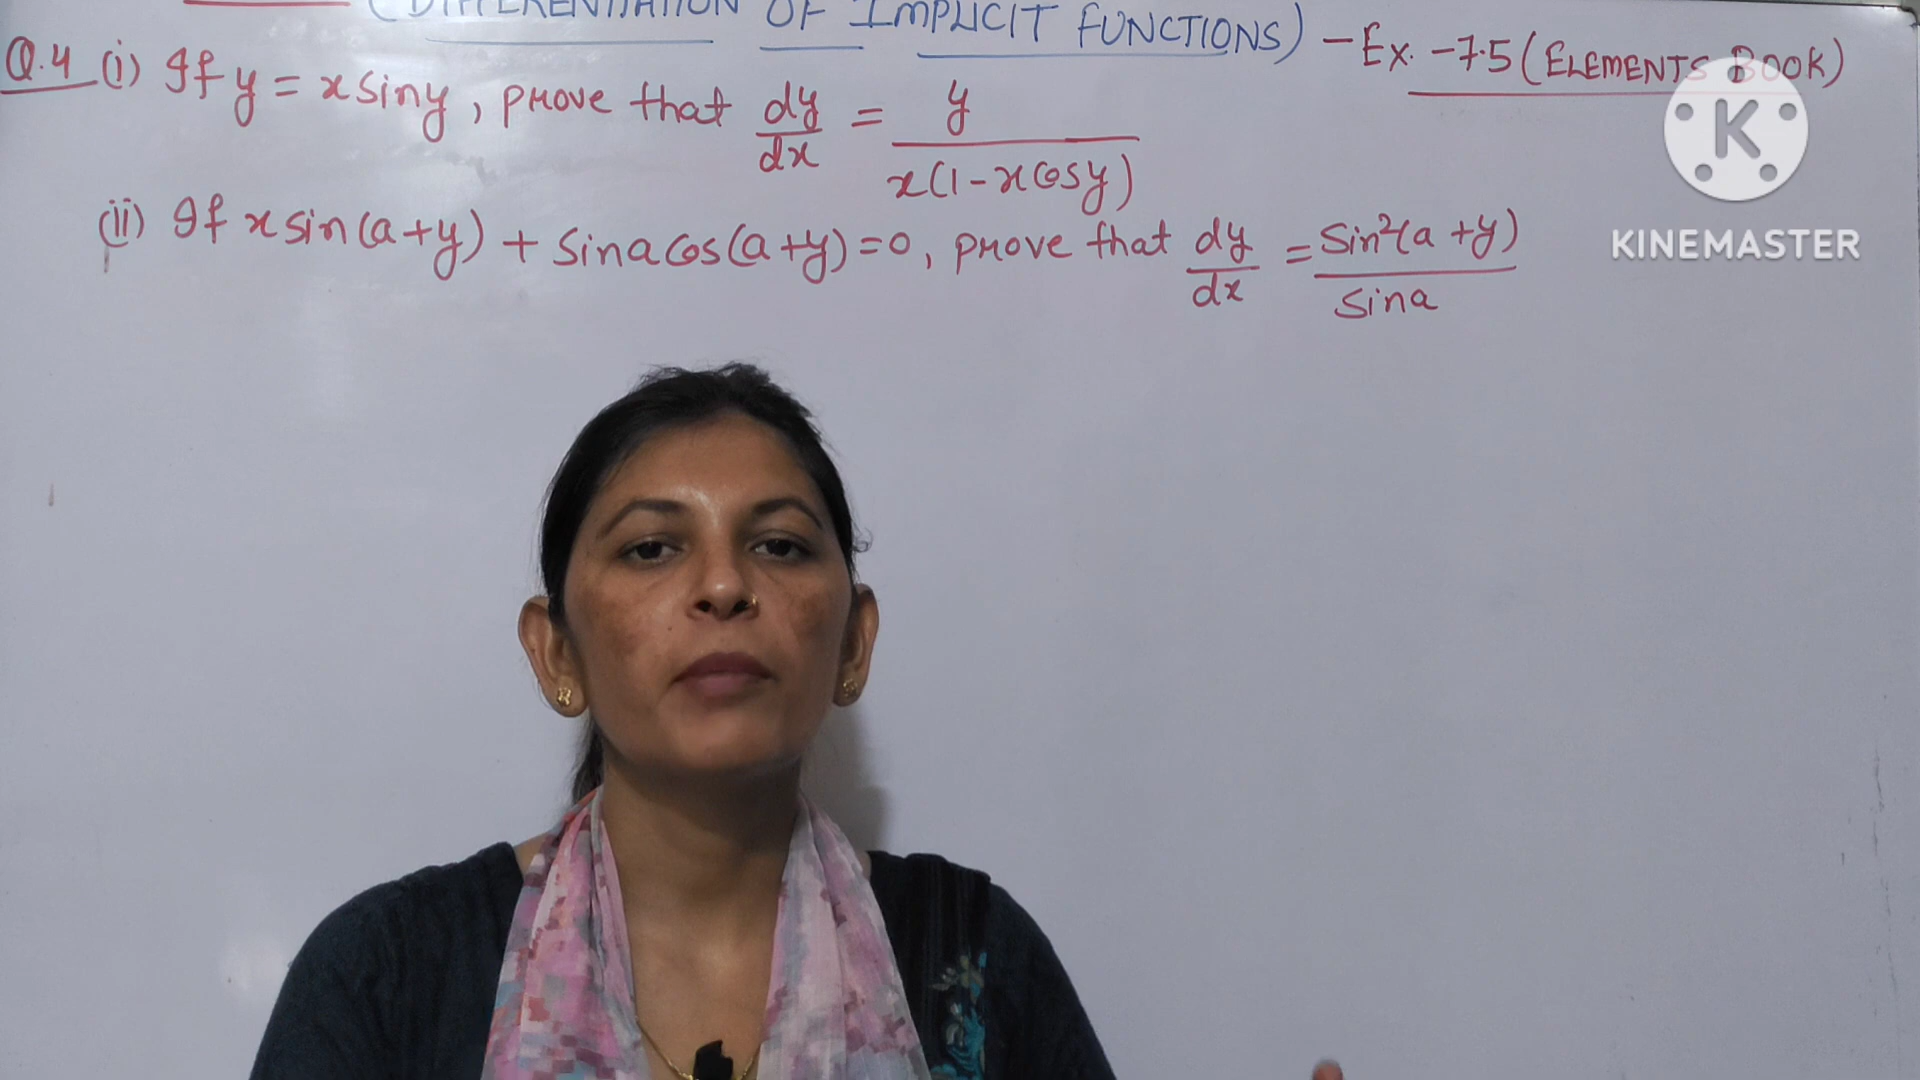 (DIFFERENTIATION OF IMPLICIT FUNCTIONS) - Ex. - 7.5 (ELEMENTS BOOK)
Q.4 (i) If y = x sin y, prove that dy/dx = y/x(1-x cos y)
(ii) If x sin(a+y) + sin a cos(a+y) = 0, prove that dy/dx = sin²(a+y)/sin a
K
KINEMASTER